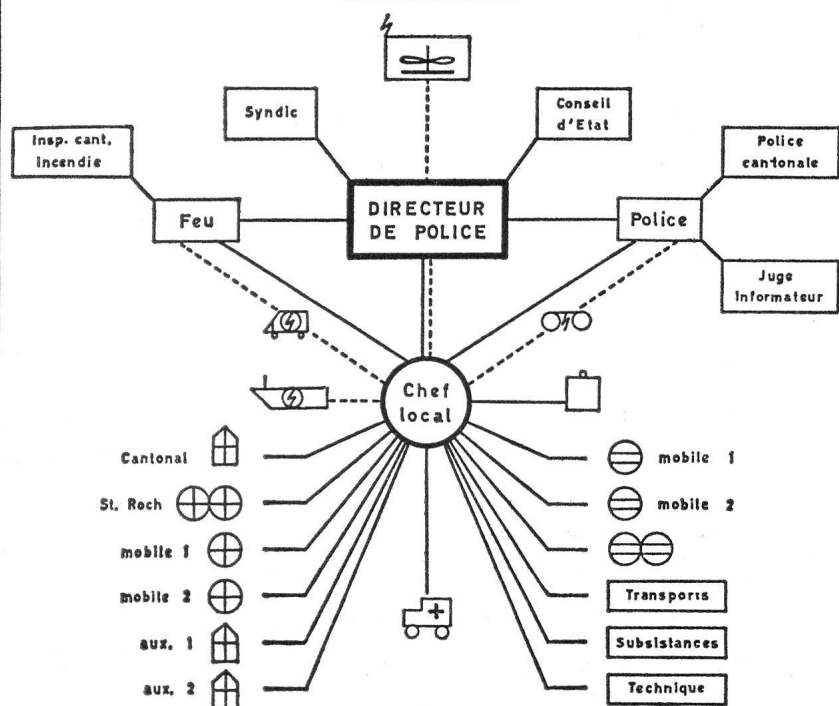 Syndic
Conseil
d'Etat
Insp. cant.
incendie
Police
cantonale
Feu
DIRECTEUR
DE POLICE
Police
Juge
informateur
Chef
local
Cantonal
mobile 1
St. Roch
mobile 2
mobile 1
mobile 2
Transports
aux. 1
Subsistances
aux. 2
Technique